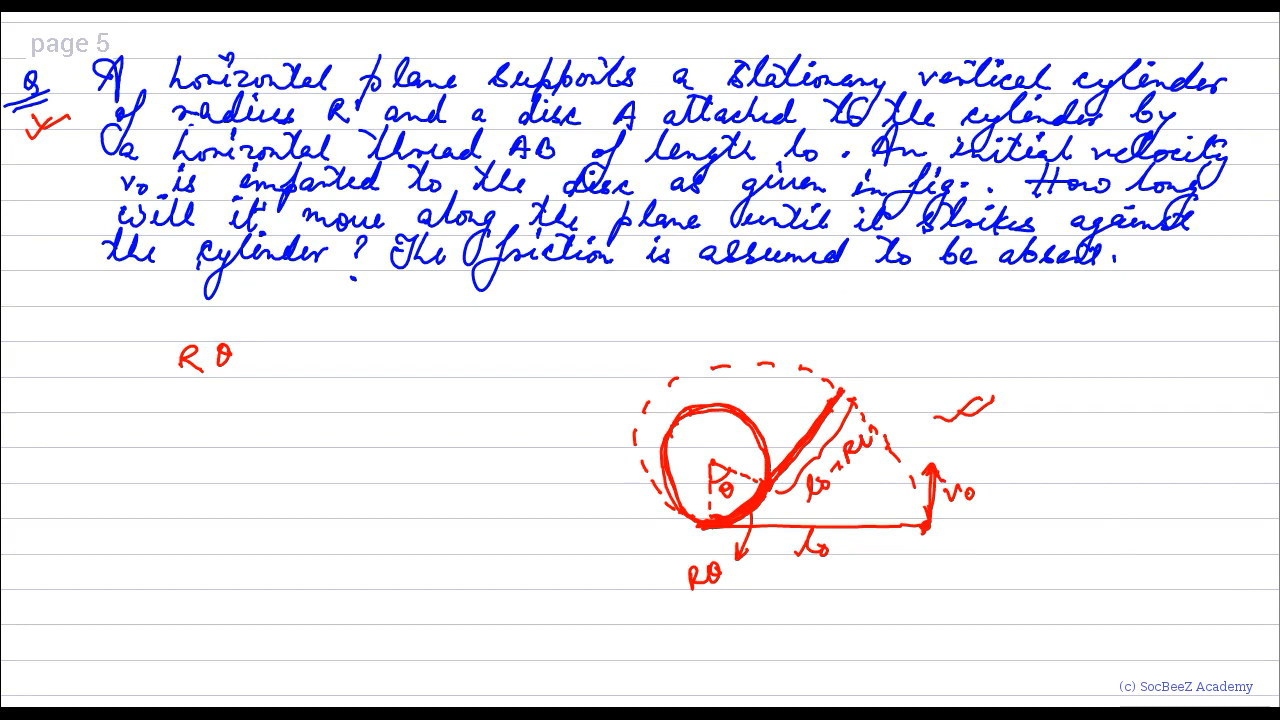 page 5
Q A horizontal plane supports a stationary vertical cylinder
of radius R and a disc A attached to the cylinder by
a horizontal thread AB of length l0. An initial velocity
v0 is imparted to the disc as given in fig. . How long
will it move along the plane until it strikes against
the cylinder? The friction is assumed to be absent.
Rθ
θ
l0 - Rθ
v0
l0
Rθ
(c) SocBeeZ Academy